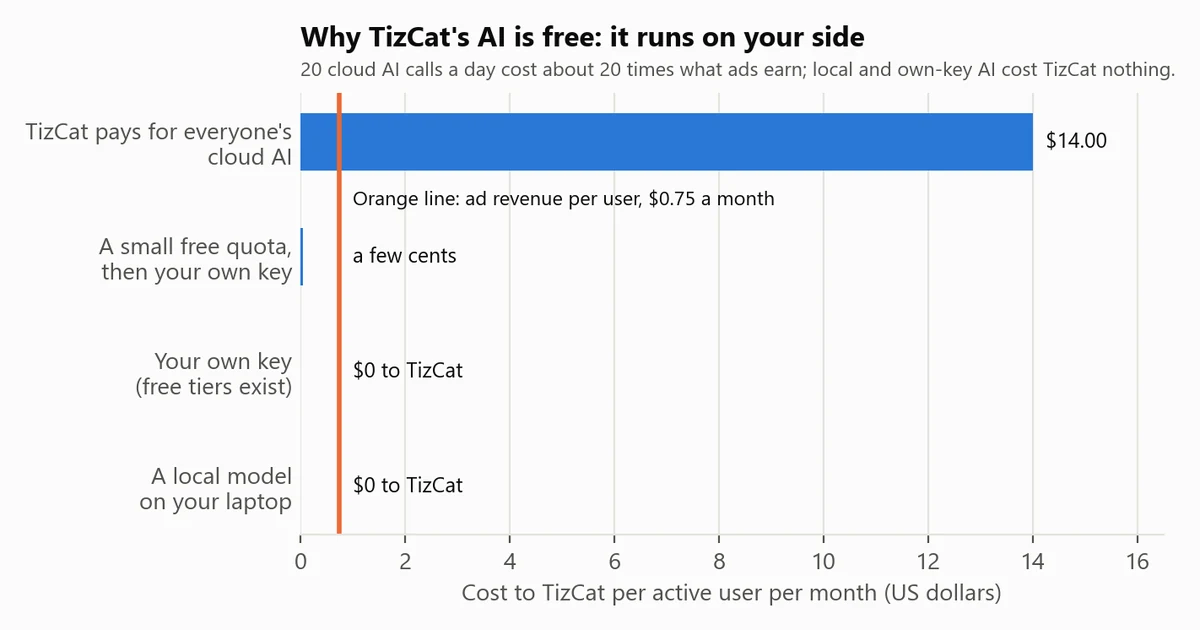 Why TizCat's AI is free: it runs on your side
20 cloud AI calls a day cost about 20 times what ads earn; local and own-key AI cost TizCat nothing.
TizCat pays for everyone's
cloud AI
$14.00
Orange line: ad revenue per user, $0.75 a month
A small free quota,
then your own key
a few cents
Your own key
(free tiers exist)
$0 to TizCat
A local model
on your laptop
$0 to TizCat
0 2 4 6 8 10 12 14 16
Cost to TizCat per active user per month (US dollars)